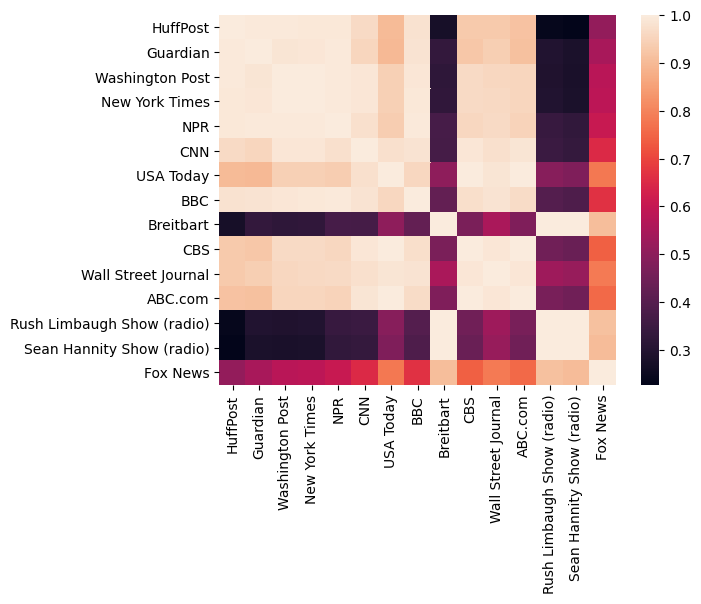 HuffPost
Guardian
Washington Post
New York Times
NPR
CNN
USA Today
BBC
Breitbart
CBS
Wall Street Journal
ABC.com
Rush Limbaugh Show (radio)
Sean Hannity Show (radio)
Fox News
HuffPost
Guardian
Washington Post
New York Times
NPR
CNN
USA Today
BBC
Breitbart
CBS
Wall Street Journal
ABC.com
Rush Limbaugh Show (radio)
Sean Hannity Show (radio)
Fox News
1.0
0.9
0.8
0.7
0.6
0.5
0.4
0.3